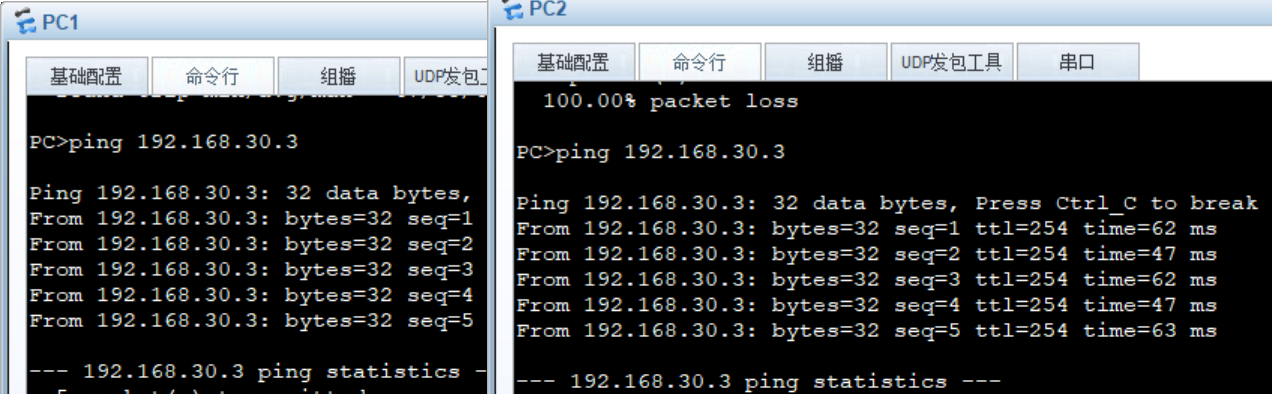 PC1
基础配置 命令行 组播 UDP发包工
PC>ping 192.168.30.3
Ping 192.168.30.3: 32 data bytes,
From 192.168.30.3: bytes=32 seq=1
From 192.168.30.3: bytes=32 seq=2
From 192.168.30.3: bytes=32 seq=3
From 192.168.30.3: bytes=32 seq=4
From 192.168.30.3: bytes=32 seq=5
--- 192.168.30.3 ping statistics -
PC2
基础配置 命令行 组播 UDP发包工具 串口
100.00% packet loss
PC>ping 192.168.30.3
Ping 192.168.30.3: 32 data bytes, Press Ctrl_C to break
From 192.168.30.3: bytes=32 seq=1 ttl=254 time=62 ms
From 192.168.30.3: bytes=32 seq=2 ttl=254 time=47 ms
From 192.168.30.3: bytes=32 seq=3 ttl=254 time=62 ms
From 192.168.30.3: bytes=32 seq=4 ttl=254 time=47 ms
From 192.168.30.3: bytes=32 seq=5 ttl=254 time=63 ms
--- 192.168.30.3 ping statistics ---